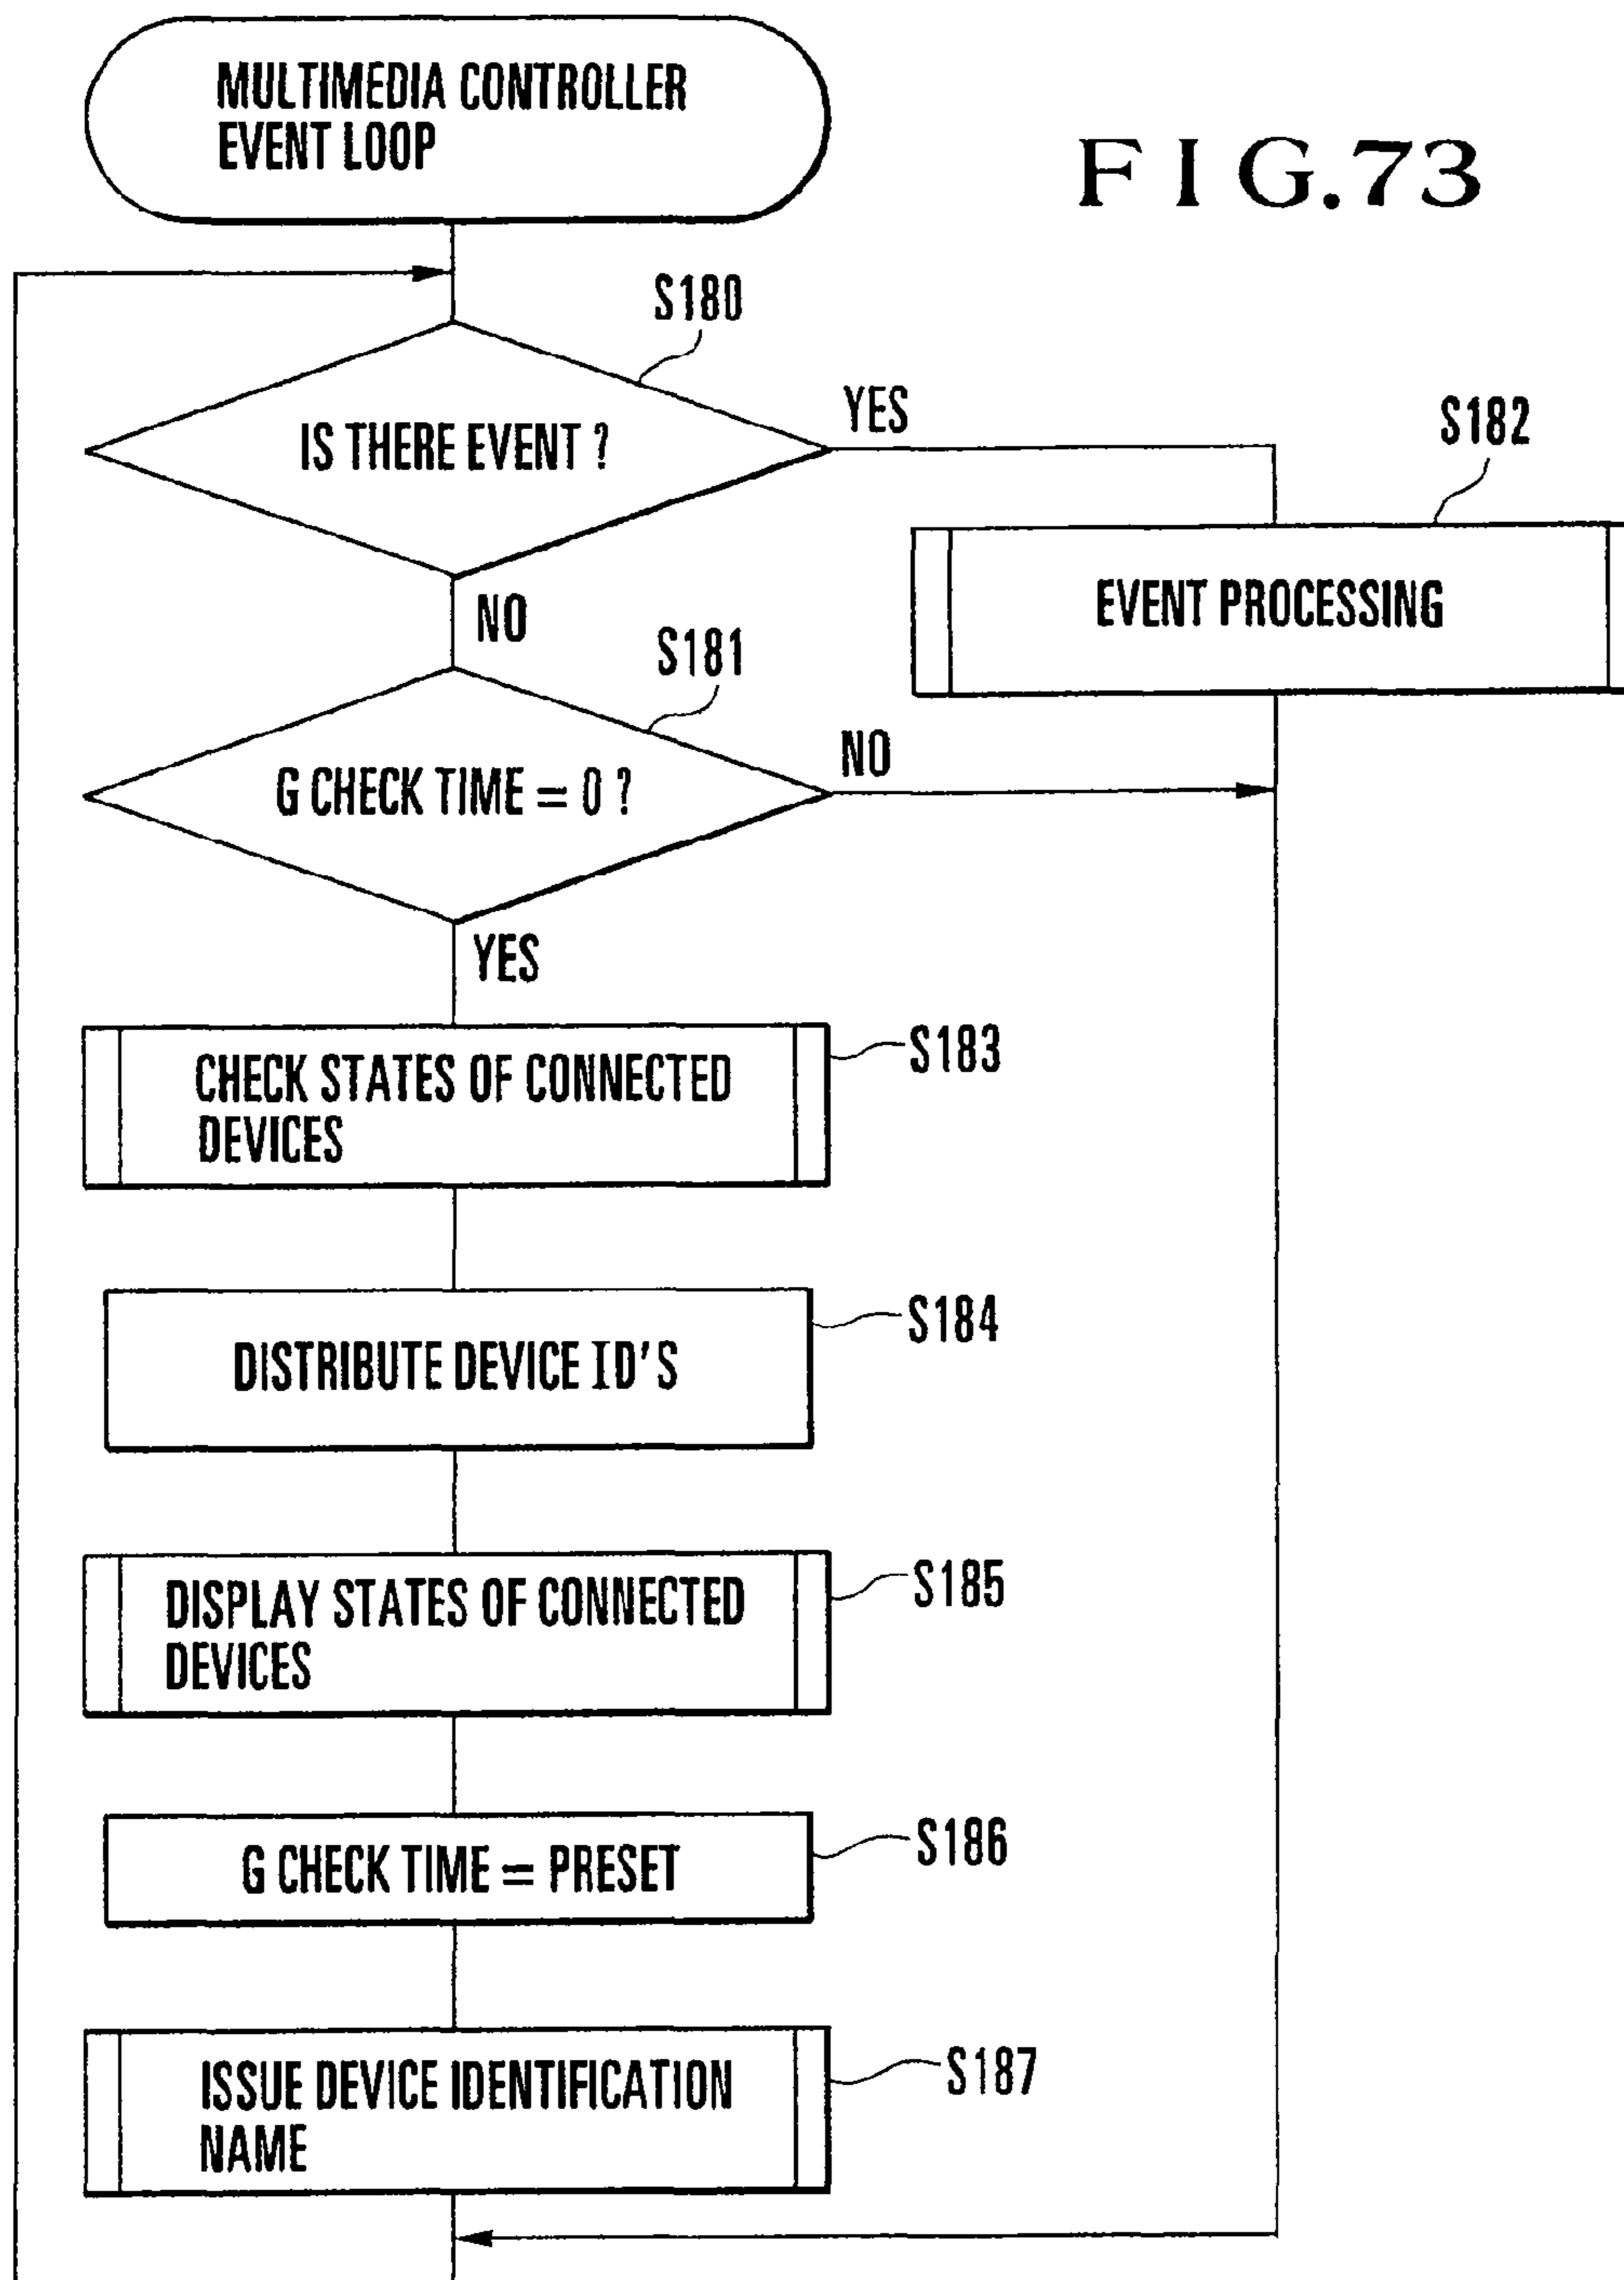 MULTIMEDIA CONTROLLER
EVENT LOOP
FIG.73
S180
IS THERE EVENT ?
YES
S182
EVENT PROCESSING
NO
S181
G CHECK TIME = 0 ?
NO
YES
CHECK STATES OF CONNECTED
DEVICES
S183
DISTRIBUTE DEVICE ID'S
S184
DISPLAY STATES OF CONNECTED
DEVICES
S185
G CHECK TIME = PRESET
S186
ISSUE DEVICE IDENTIFICATION
NAME
S187